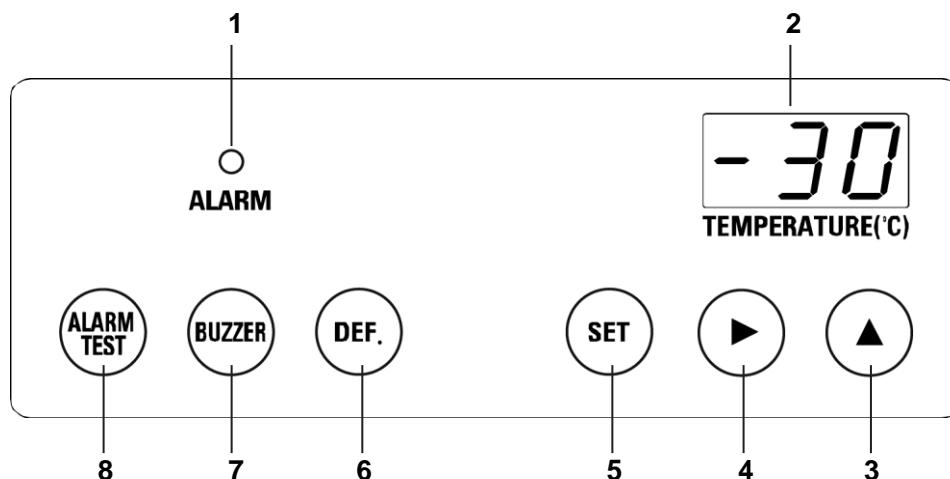 1 2
-30
ALARM
TEMPERATURE(°C)
ALARM
TEST
BUZZER
DEF.
SET
8 7 6 5 4 3